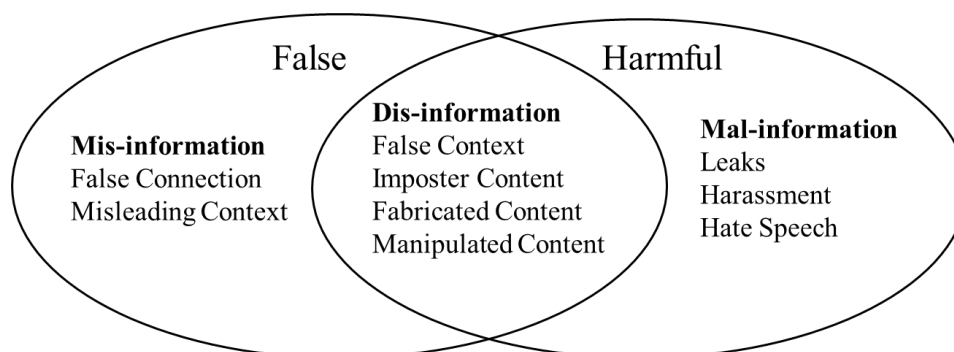 False
Harmful
Mis-information
False Connection
Misleading Context
Dis-information
False Context
Imposter Content
Fabricated Content
Manipulated Content
Mal-information
Leaks
Harassment
Hate Speech